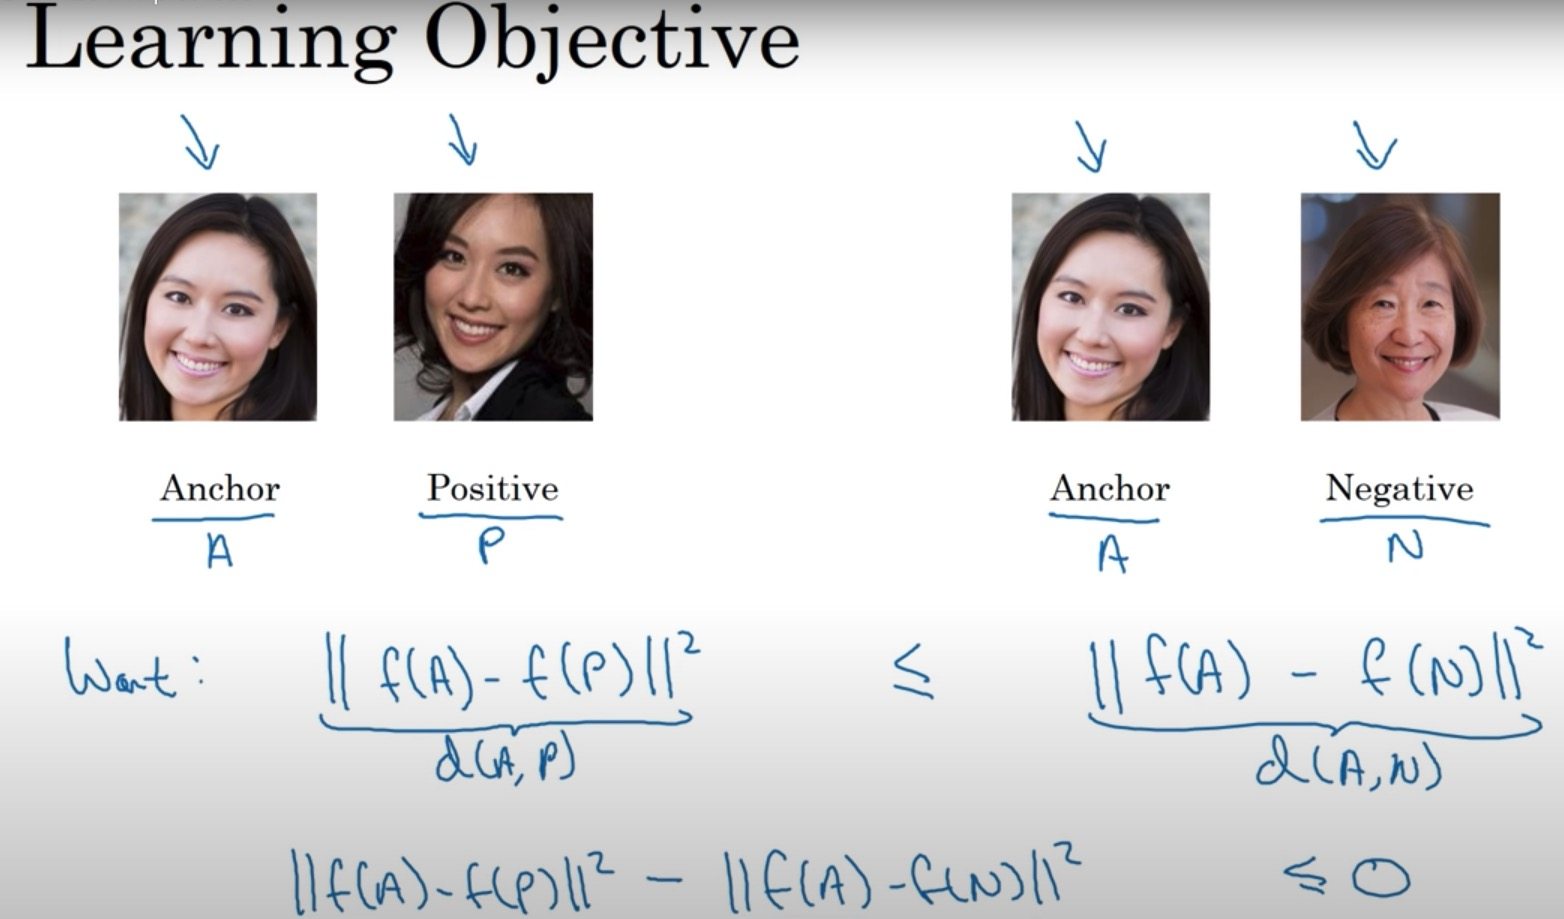 Learning Objective
Anchor Positive Anchor Negative
A P A N
Want: || f(A) - f(P) ||² ≤ || f(A) - f(N) ||²
d(A, P) d(A, N)
|| f(A) - f(P) ||² - || f(A) - f(N) ||² ≤ 0